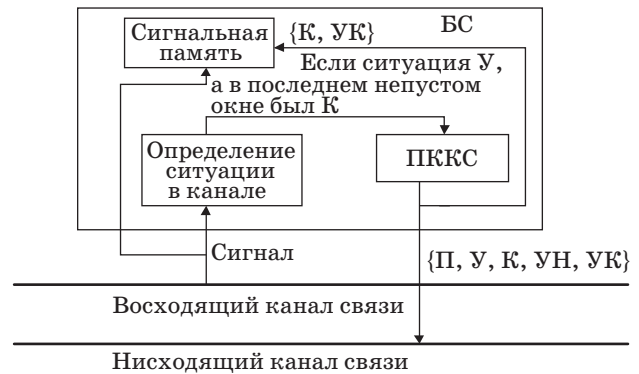 БС
Сигнальная
память
{К, УК}
Если ситуация У,
а в последнем непустом
окне был К
Определение
ситуации
в канале
ПККС
Сигнал
{П, У, К, УН, УК}
Восходящий канал связи
Нисходящий канал связи